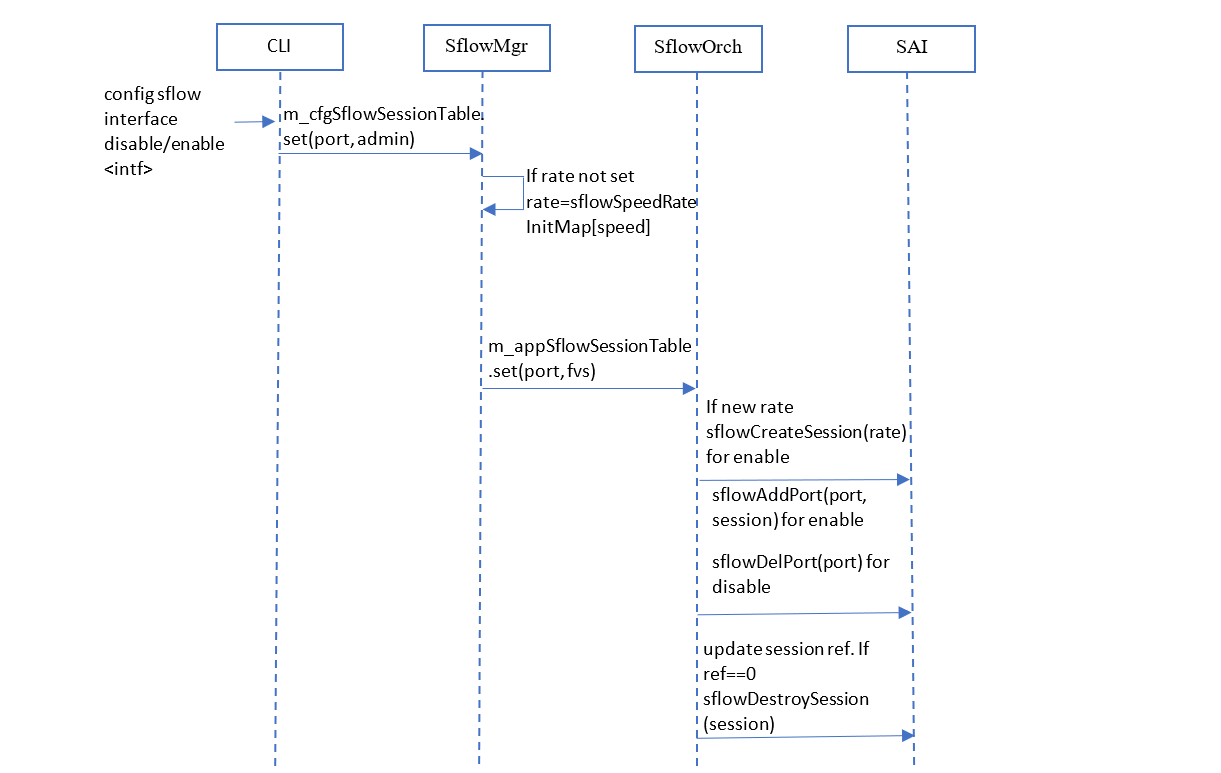 CLI
SflowMgr
SflowOrch
SAI
config sflow
interface
disable/enable
<intf>
m_cfgSflowSessionTable.
set(port, admin)
If rate not set
rate=sflowSpeedRate
InitMap[speed]
m_appSflowSessionTable
.set(port, fvs)
If new rate
sflowCreateSession(rate)
for enable
sflowAddPort(port,
session) for enable
sflowDelPort(port) for
disable
update session ref. If
ref==0
sflowDestroySession
(session)